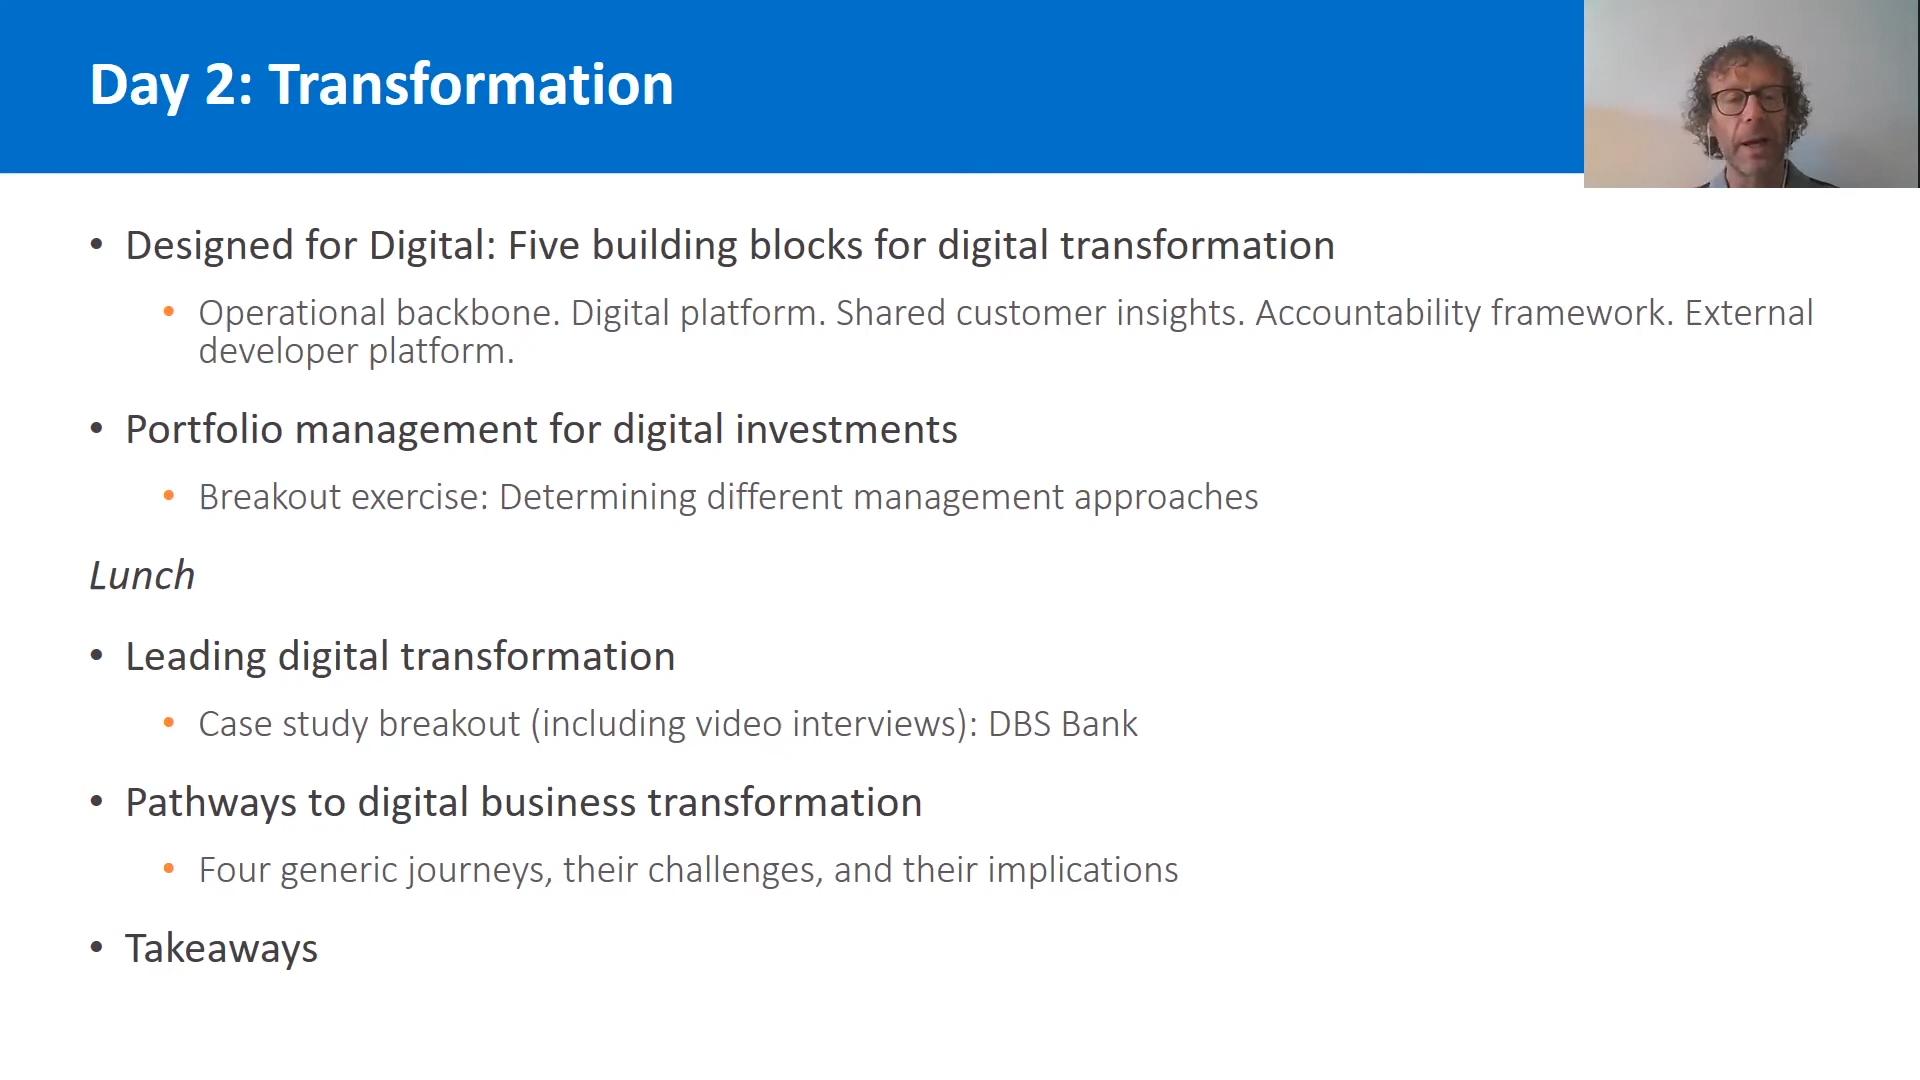 Day 2: Transformation
• Designed for Digital: Five building blocks for digital transformation
• Operational backbone. Digital platform. Shared customer insights. Accountability framework. External
developer platform.
• Portfolio management for digital investments
• Breakout exercise: Determining different management approaches
Lunch
• Leading digital transformation
• Case study breakout (including video interviews): DBS Bank
• Pathways to digital business transformation
• Four generic journeys, their challenges, and their implications
• Takeaways